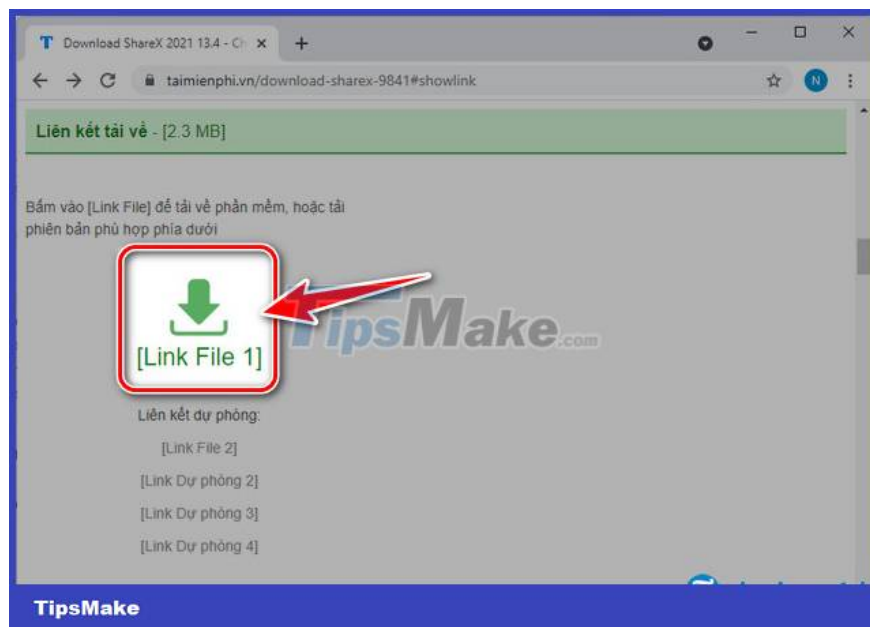 T Download ShareX 2021 13.4 - Ch
taimienphi.vn/download-sharex-9841#showlink
N
Liên kết tải về - [2.3 MB]
Bấm vào [Link File] để tải về phần mềm, hoặc tải
phiên bản phù hợp phía dưới
[Link File 1]
TipsMake.com
Liên kết dự phòng:
[Link File 2]
[Link Dự phòng 2]
[Link Dự phòng 3]
[Link Dự phòng 4]
TipsMake